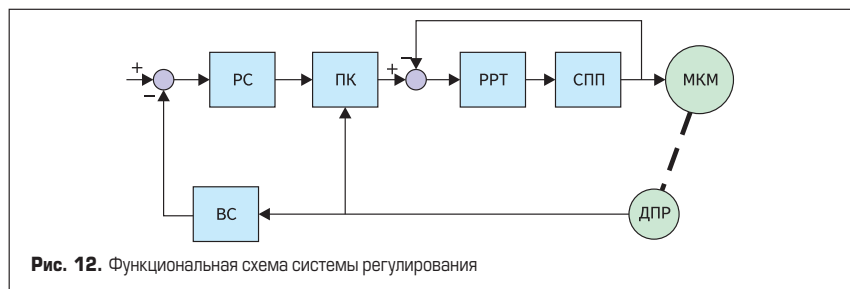 +
−
РС
ПК
+
−
РРТ
СПП
МКМ
ВС
ДПР
Рис. 12. Функциональная схема системы регулирования